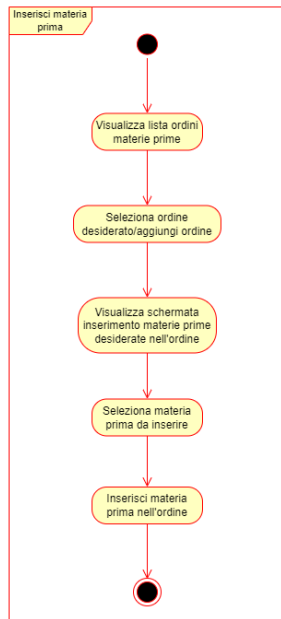 Inserisci materia
prima
Visualizza lista ordini
materie prime
Seleziona ordine
desiderato/aggiungi ordine
Visualizza schermata
inserimento materie prime
desiderate nell'ordine
Seleziona materia
prima da inserire
Inserisci materia
prima nell'ordine